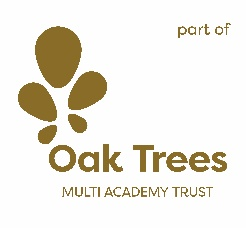 part of
Oak Trees
MULTI ACADEMY TRUST